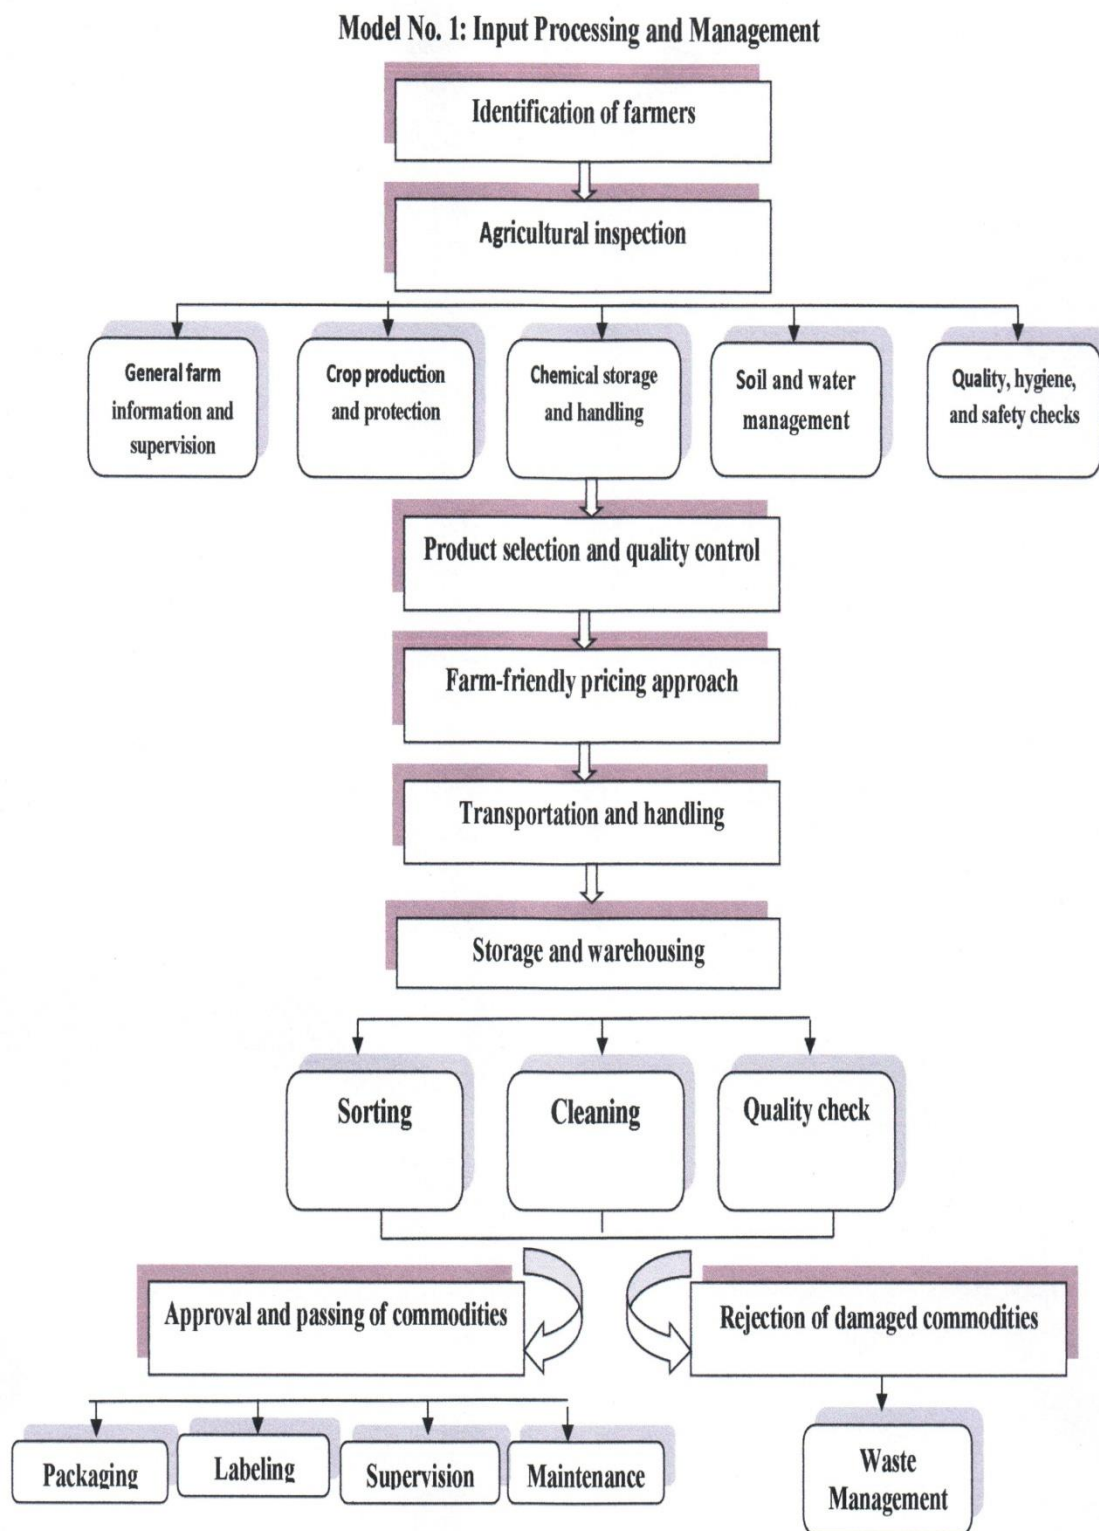 Model No. 1: Input Processing and Management
Identification of farmers
Agricultural inspection
General farm
information and
supervision
Crop production
and protection
Chemical storage
and handling
Soil and water
management
Quality, hygiene,
and safety checks
Product selection and quality control
Farm-friendly pricing approach
Transportation and handling
Storage and warehousing
Sorting
Cleaning
Quality check
Approval and passing of commodities
Rejection of damaged commodities
Packaging
Labeling
Supervision
Maintenance
Waste
Management